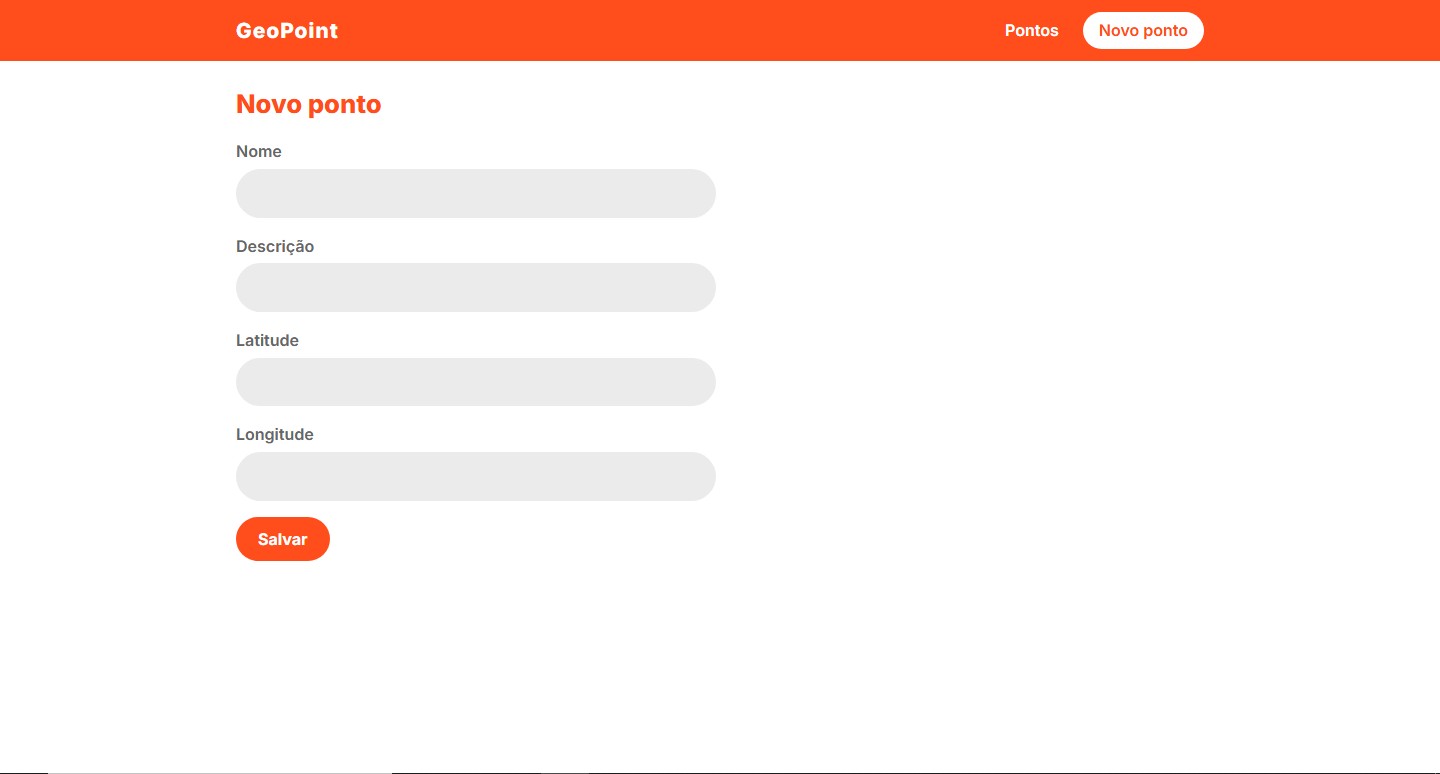 GeoPoint
Pontos
Novo ponto
Novo ponto
Nome
Descrição
Latitude
Longitude
Salvar